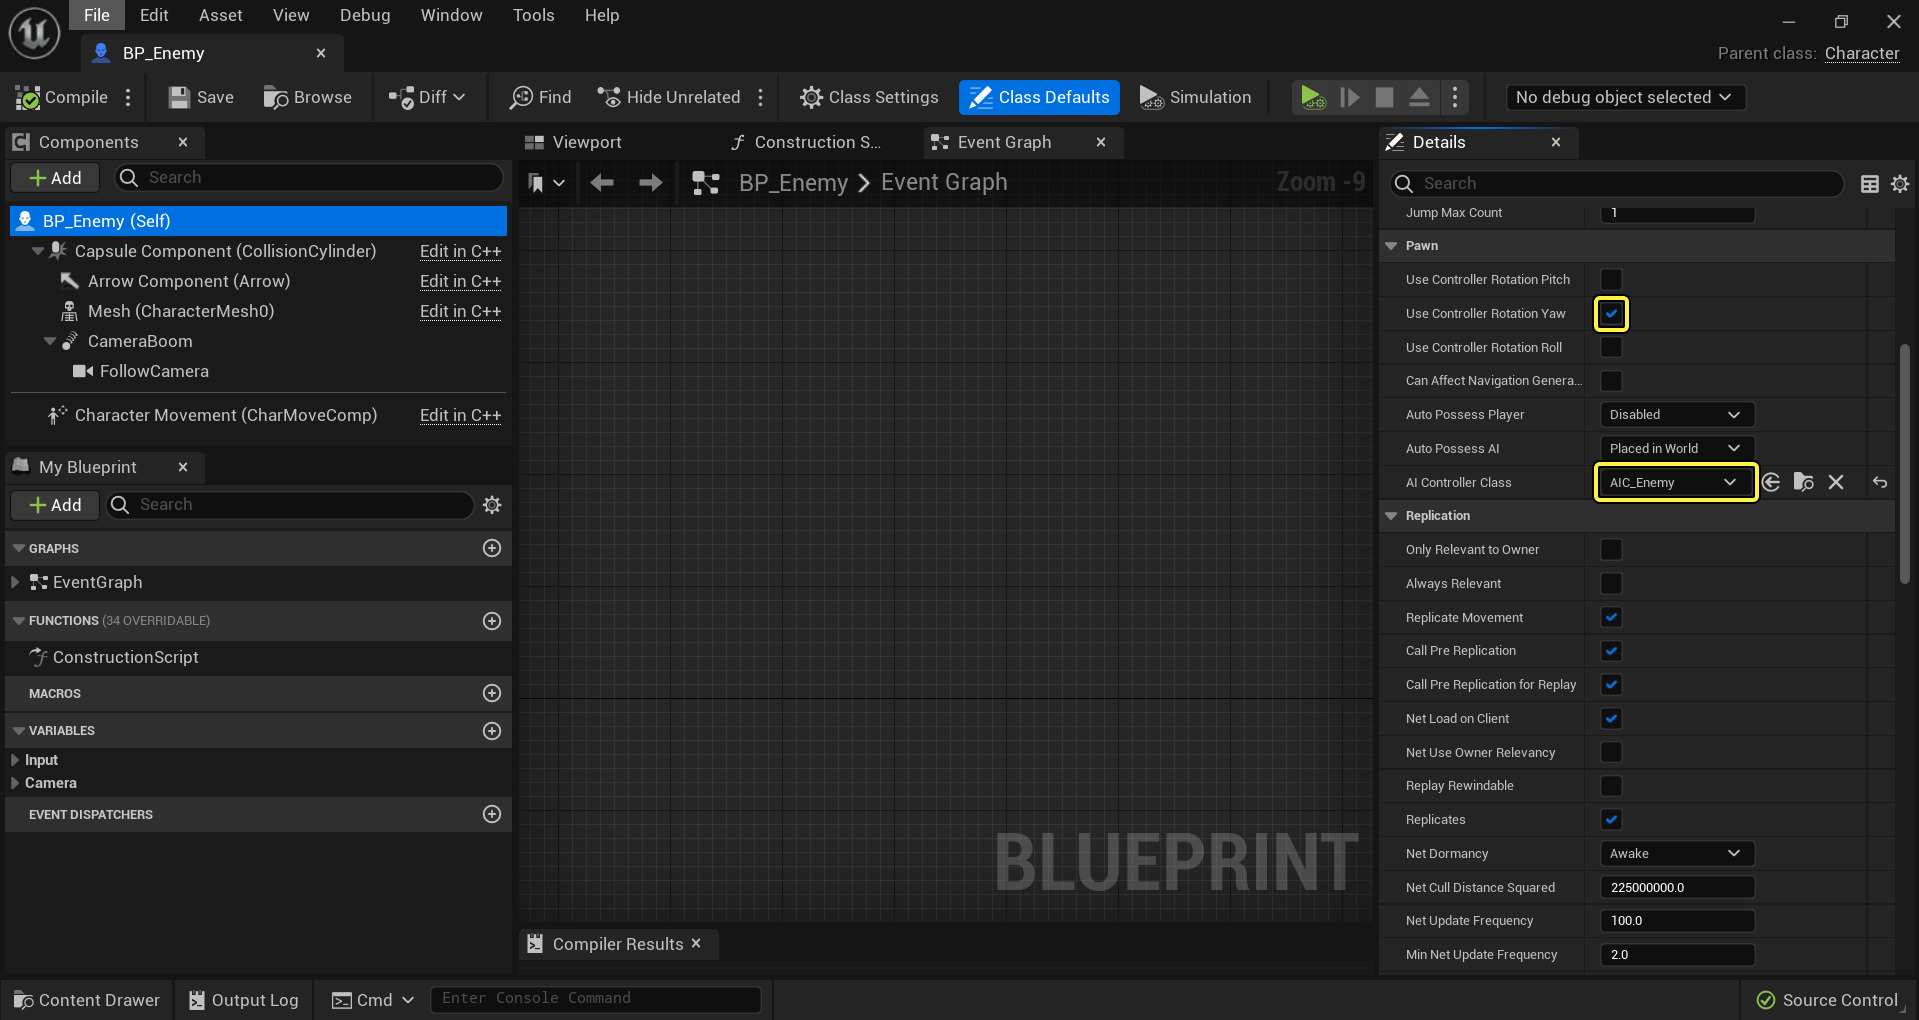 File Edit Asset View Debug Window Tools Help
BP_Enemy
Parent class: Character
Compile Save Browse Diff Find Hide Unrelated Class Settings Class Defaults Simulation No debug object selected
Components
Add Search
BP_Enemy (Self)
Capsule Component (CollisionCylinder) Edit in C++
Arrow Component (Arrow) Edit in C++
Mesh (CharacterMesh0) Edit in C++
CameraBoom
FollowCamera
Character Movement (CharMoveComp) Edit in C++
My Blueprint
Add Search
GRAPHS
EventGraph
FUNCTIONS (34 OVERRIDABLE)
ConstructionScript
MACROS
VARIABLES
Input
Camera
EVENT DISPATCHERS
Viewport Construction S... Event Graph
BP_Enemy > Event Graph Zoom -9
BLUEPRINT
Compiler Results
Details
Search
Jump Max Count 1
Pawn
Use Controller Rotation Pitch
Use Controller Rotation Yaw
Use Controller Rotation Roll
Can Affect Navigation Genera...
Auto Possess Player Disabled
Auto Possess AI Placed in World
AI Controller Class AIC_Enemy
Replication
Only Relevant to Owner
Always Relevant
Replicate Movement
Call Pre Replication
Call Pre Replication for Replay
Net Load on Client
Net Use Owner Relevancy
Replay Rewindable
Replicates
Net Dormancy Awake
Net Cull Distance Squared 225000000.0
Net Update Frequency 100.0
Min Net Update Frequency 2.0
Content Drawer Output Log Cmd Enter Console Command Source Control